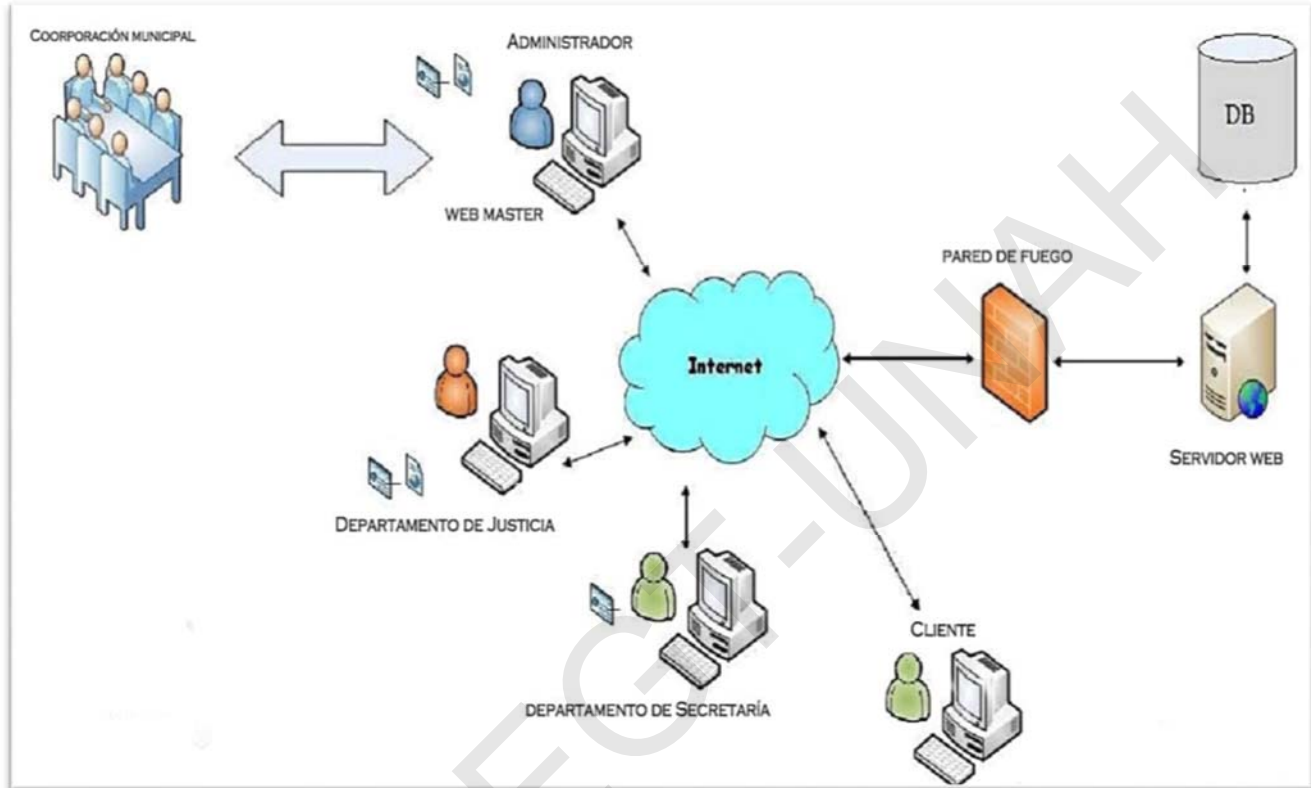 COORPORACIÓN MUNICIPAL
ADMINISTRADOR
DB
WEB MASTER
PARED DE FUEGO
Internet
SERVIDOR WEB
DEPARTAMENTO DE JUSTICIA
CLIENTE
DEPARTAMENTO DE SECRETARÍA
EGT-UNAH